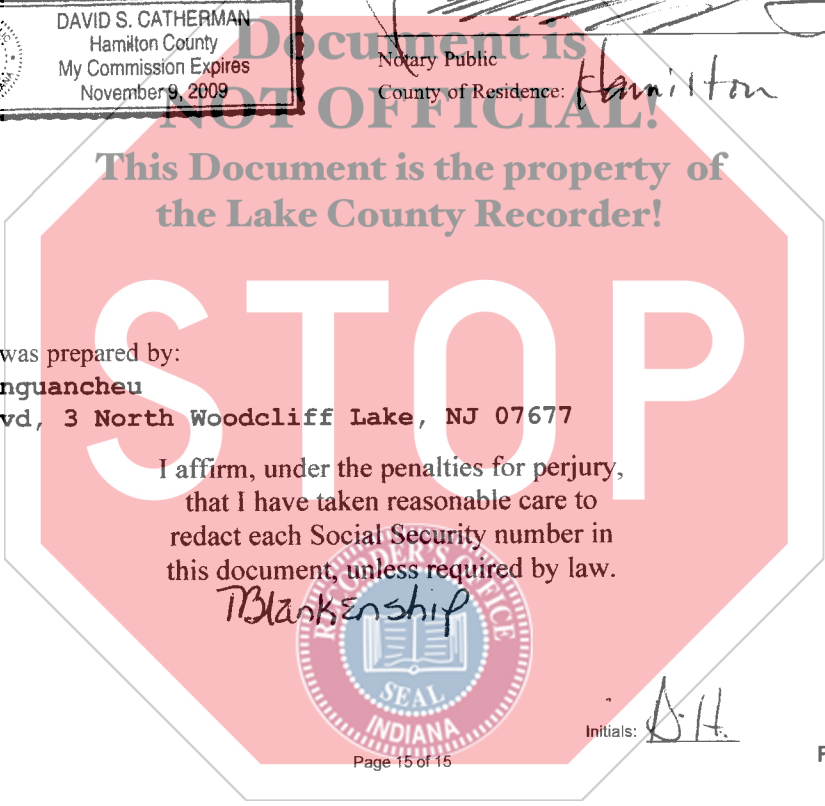 DAVID S. CATHERMAN
Hamilton County
My Commission Expires
November 9, 2009
Notary Public
County of Residence: Hamilton
Document is
NOT OFFICIAL!
This Document is the property of
the Lake County Recorder!
STOP
was prepared by:
nguancheu
vd, 3 North Woodcliff Lake, NJ 07677
I affirm, under the penalties for perjury,
that I have taken reasonable care to
redact each Social Security number in
this document, unless required by law.
TBlankenship
RECORDER'S OFFICE
SEAL
INDIANA
Initials: D.H.
Page 15 of 15